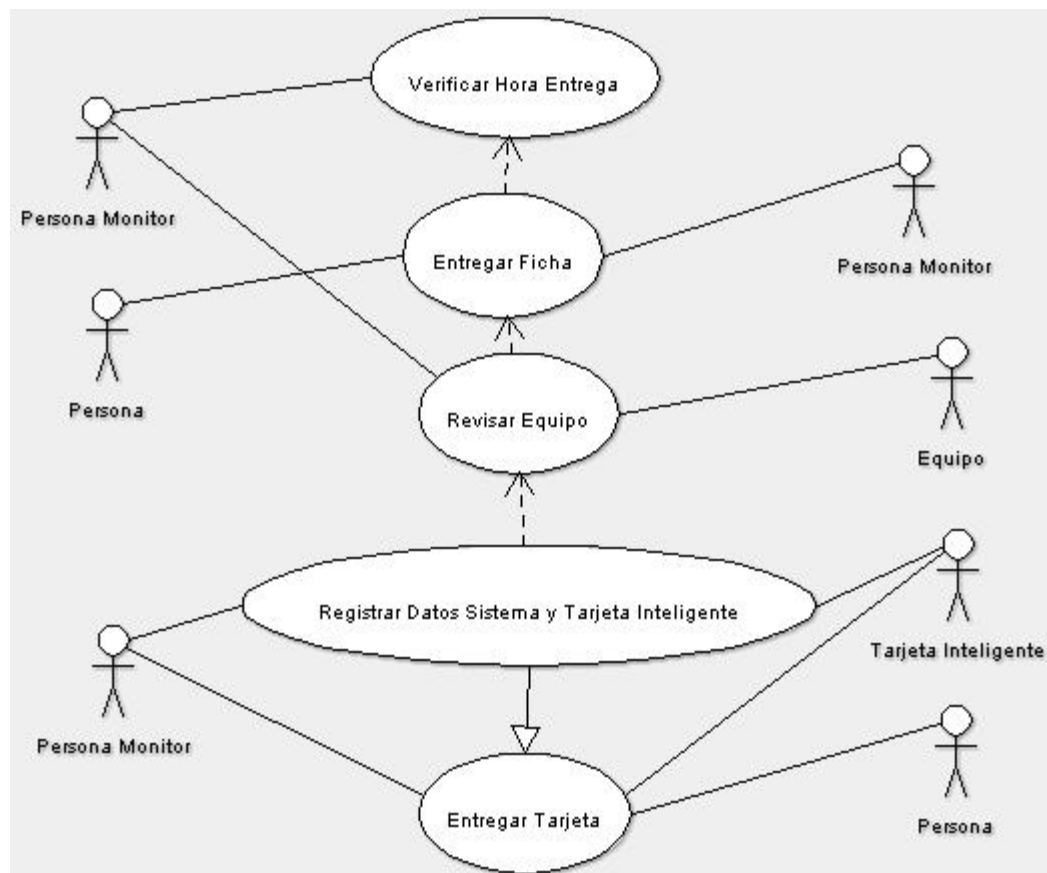 Verificar Hora Entrega
Persona Monitor
Entregar Ficha
Persona Monitor
Persona
Revisar Equipo
Equipo
Registrar Datos Sistema y Tarjeta Inteligente
Tarjeta Inteligente
Persona Monitor
Entregar Tarjeta
Persona